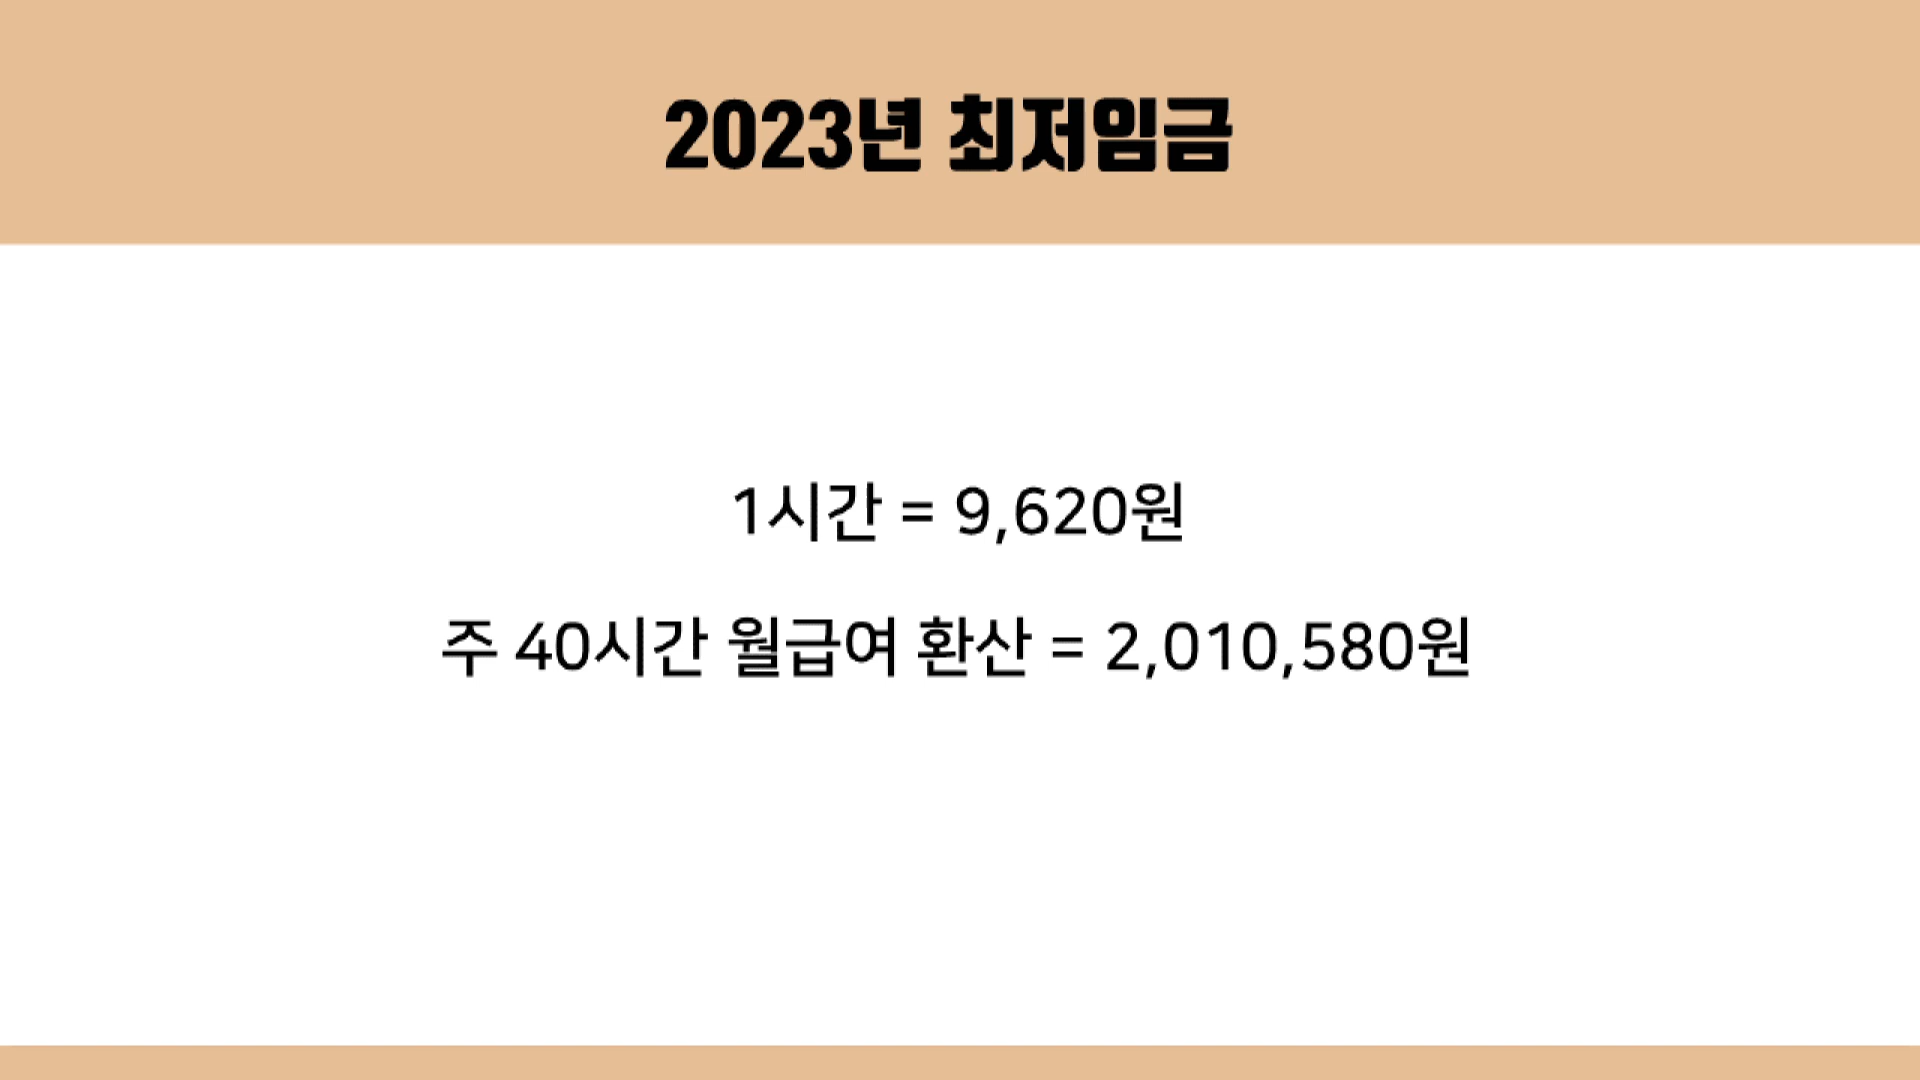 2023년 최저임금
1시간 = 9,620원
주 40시간 월급여 환산 = 2,010,580원